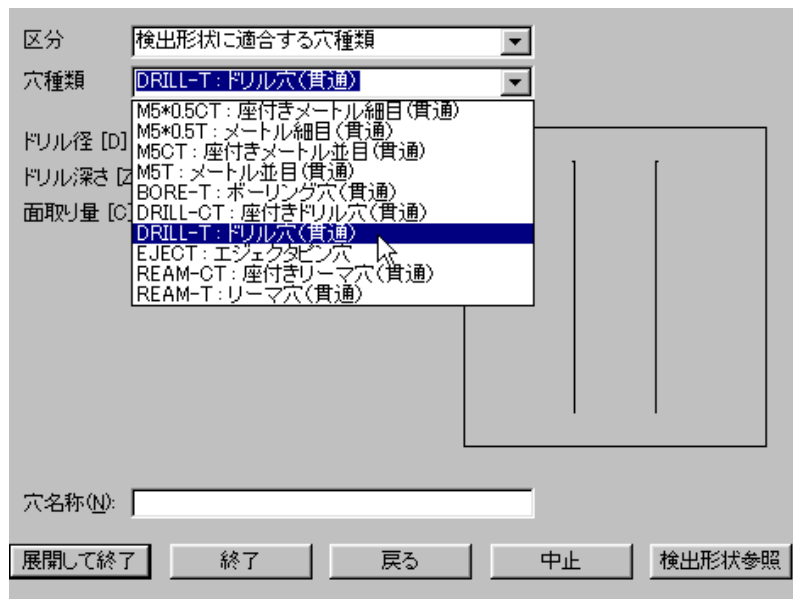 区分 検出形状に適合する穴種類
穴種類 DRILL-T：ドリル穴(貫通)
M5*0.5CT：座付きメートル細目(貫通)
M5*0.5T：メートル細目(貫通)
M5CT：座付きメートル並目(貫通)
M5T：メートル並目(貫通)
BORE-T：ボーリング穴(貫通)
DRILL-CT：座付きドリル穴(貫通)
DRILL-T：ドリル穴(貫通)
EJECT：エジェクタピン穴
REAM-CT：座付きリーマ穴(貫通)
REAM-T：リーマ穴(貫通)
ドリル径 [D]
ドリル深さ [Z
面取り量 [C]
穴名称(N):
展開して終了 終了 戻る 中止 検出形状参照